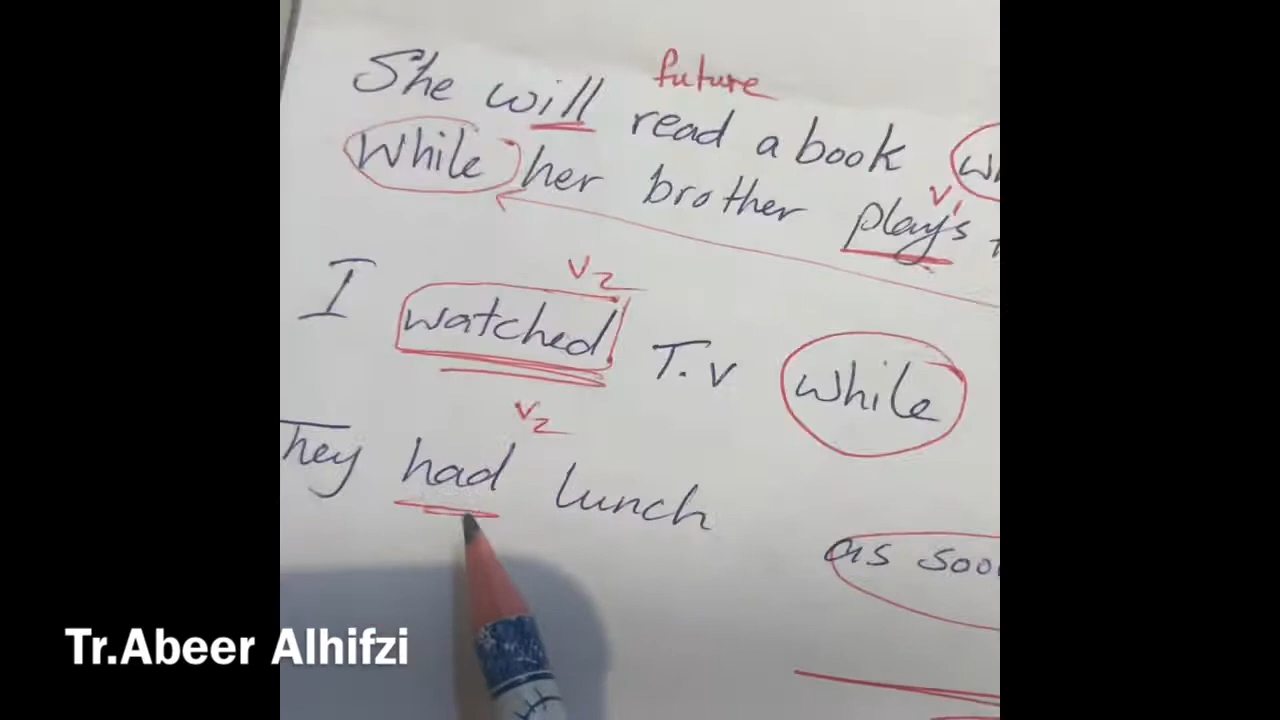 future
She will read a book
while her brother plays
V1
V2
I watched T.v while
V2
They had lunch
as soo
Tr.Abeer Alhifzi